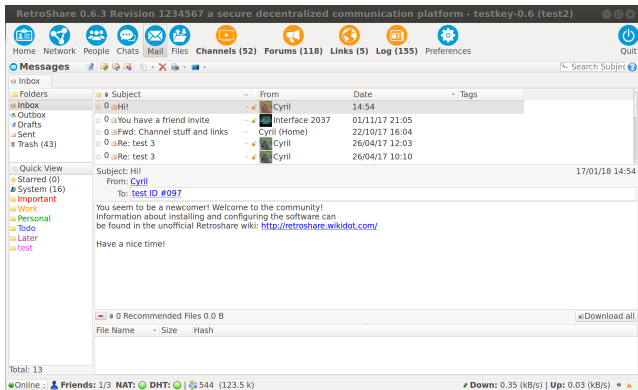 RetroShare 0.6.3 Revision 1234567 a secure decentralized communication platform - testkey-0.6 (test2)
Home Network People Chats Mail Files Channels (52) Forums (118) Links (5) Log (155) Preferences Quit
Messages Search Subjec
Inbox
Folders
Inbox
Outbox
Drafts
Sent
Trash (43)
Subject From Date Tags
0 Hi! Cyril 14:54
0 You have a friend invite Interface 2037 01/11/17 21:05
0 Fwd: Channel stuff and links Cyril (Home) 22/10/17 16:04
0 Re: test 3 Cyril 26/04/17 12:03
0 Re: test 3 Cyril 26/04/17 10:10
Quick View
Starred (0)
System (16)
Important
Work
Personal
Todo
Later
test
Total: 13
Subject: Hi! 17/01/18 14:54
From: Cyril
To: test ID #097
You seem to be a newcomer! Welcome to the community!
Information about installing and configuring the software can
be found in the unofficial Retroshare wiki: http://retroshare.wikidot.com/
Have a nice time!
0 Recommended Files 0.0 B Download all
File Name Size Hash
Online : Friends: 1/3 NAT: DHT: | 544 (123.5 k) Down: 0.35 (kB/s) | Up: 0.03 (kB/s)